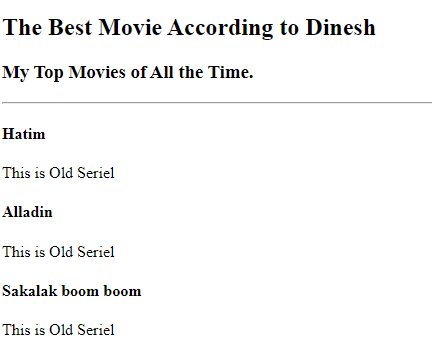 The Best Movie According to Dinesh
My Top Movies of All the Time.
Hatim
This is Old Seriel
Alladin
This is Old Seriel
Sakalak boom boom
This is Old Seriel